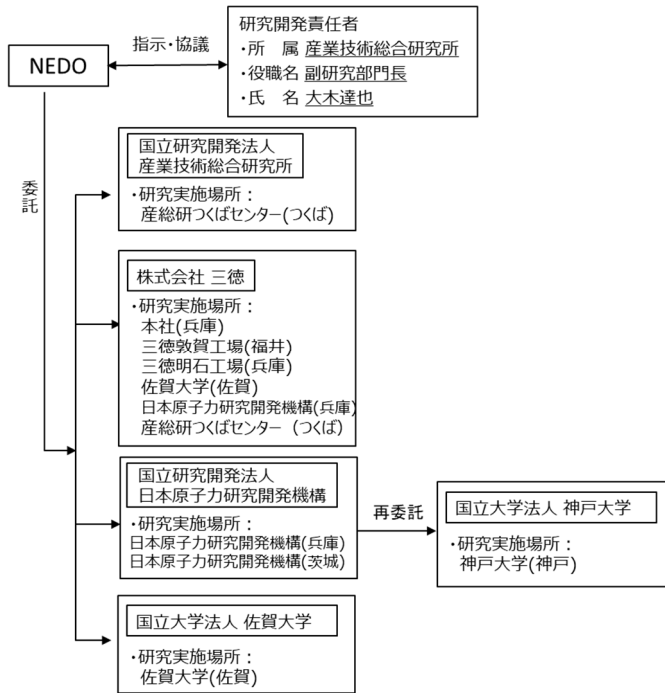 NEDO
指示・協議
研究開発責任者
・所　属 産業技術総合研究所
・役職名 副研究部門長
・氏　名 大木達也
委託
国立研究開発法人
産業技術総合研究所
・研究実施場所：
産総研つくばセンター(つくば)
株式会社 三徳
・研究実施場所：
本社(兵庫)
三徳敦賀工場(福井)
三徳明石工場(兵庫)
佐賀大学(佐賀)
日本原子力研究開発機構(兵庫)
産総研つくばセンター（つくば）
国立研究開発法人
日本原子力研究開発機構
・研究実施場所：
日本原子力研究開発機構(兵庫)
日本原子力研究開発機構(茨城)
再委託
国立大学法人 神戸大学
・研究実施場所：
神戸大学(神戸)
国立大学法人 佐賀大学
・研究実施場所：
佐賀大学(佐賀)